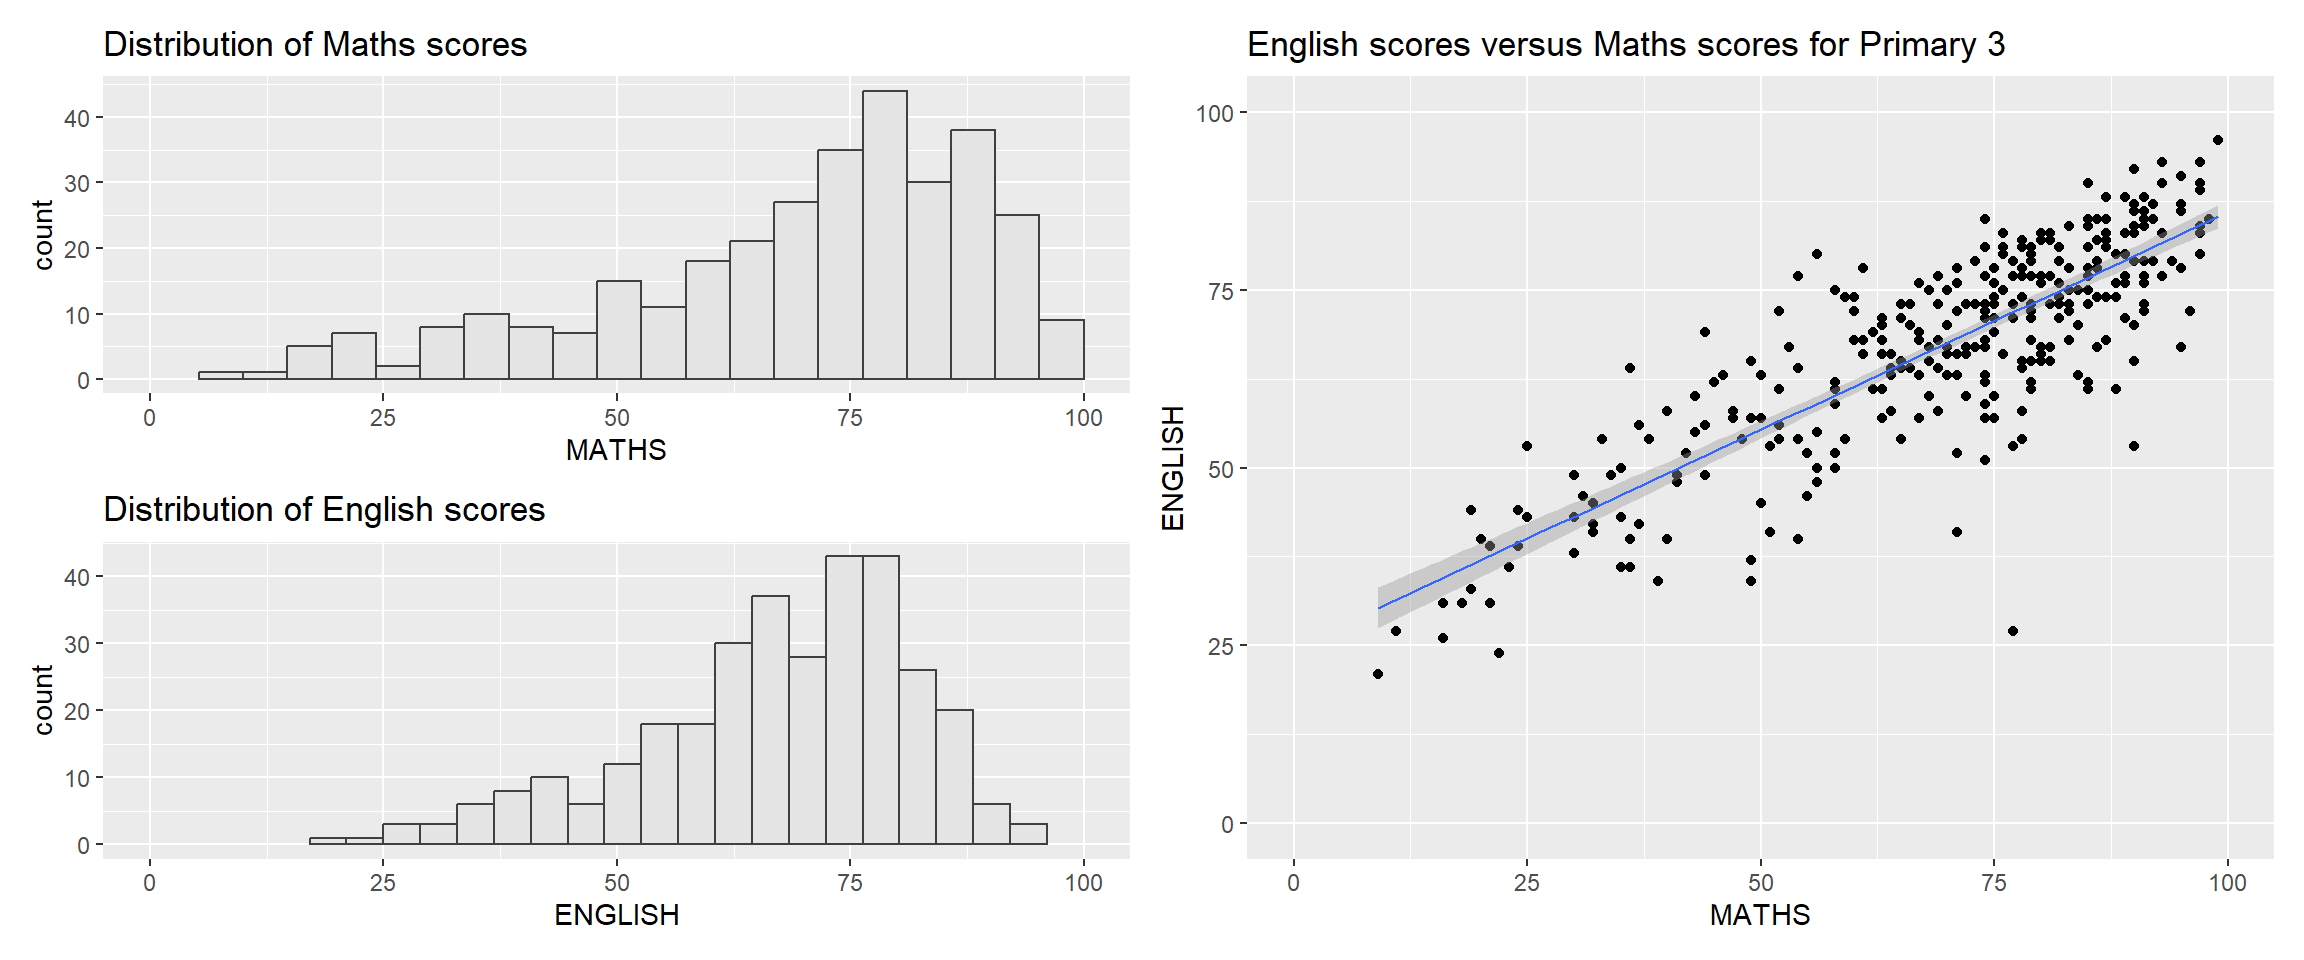 Distribution of Maths scores
40
30
20
10
0
count
0 25 50 75 100
MATHS
Distribution of English scores
40
30
20
10
0
count
0 25 50 75 100
ENGLISH
English scores versus Maths scores for Primary 3
100
75
50
25
0
ENGLISH
0 25 50 75 100
MATHS